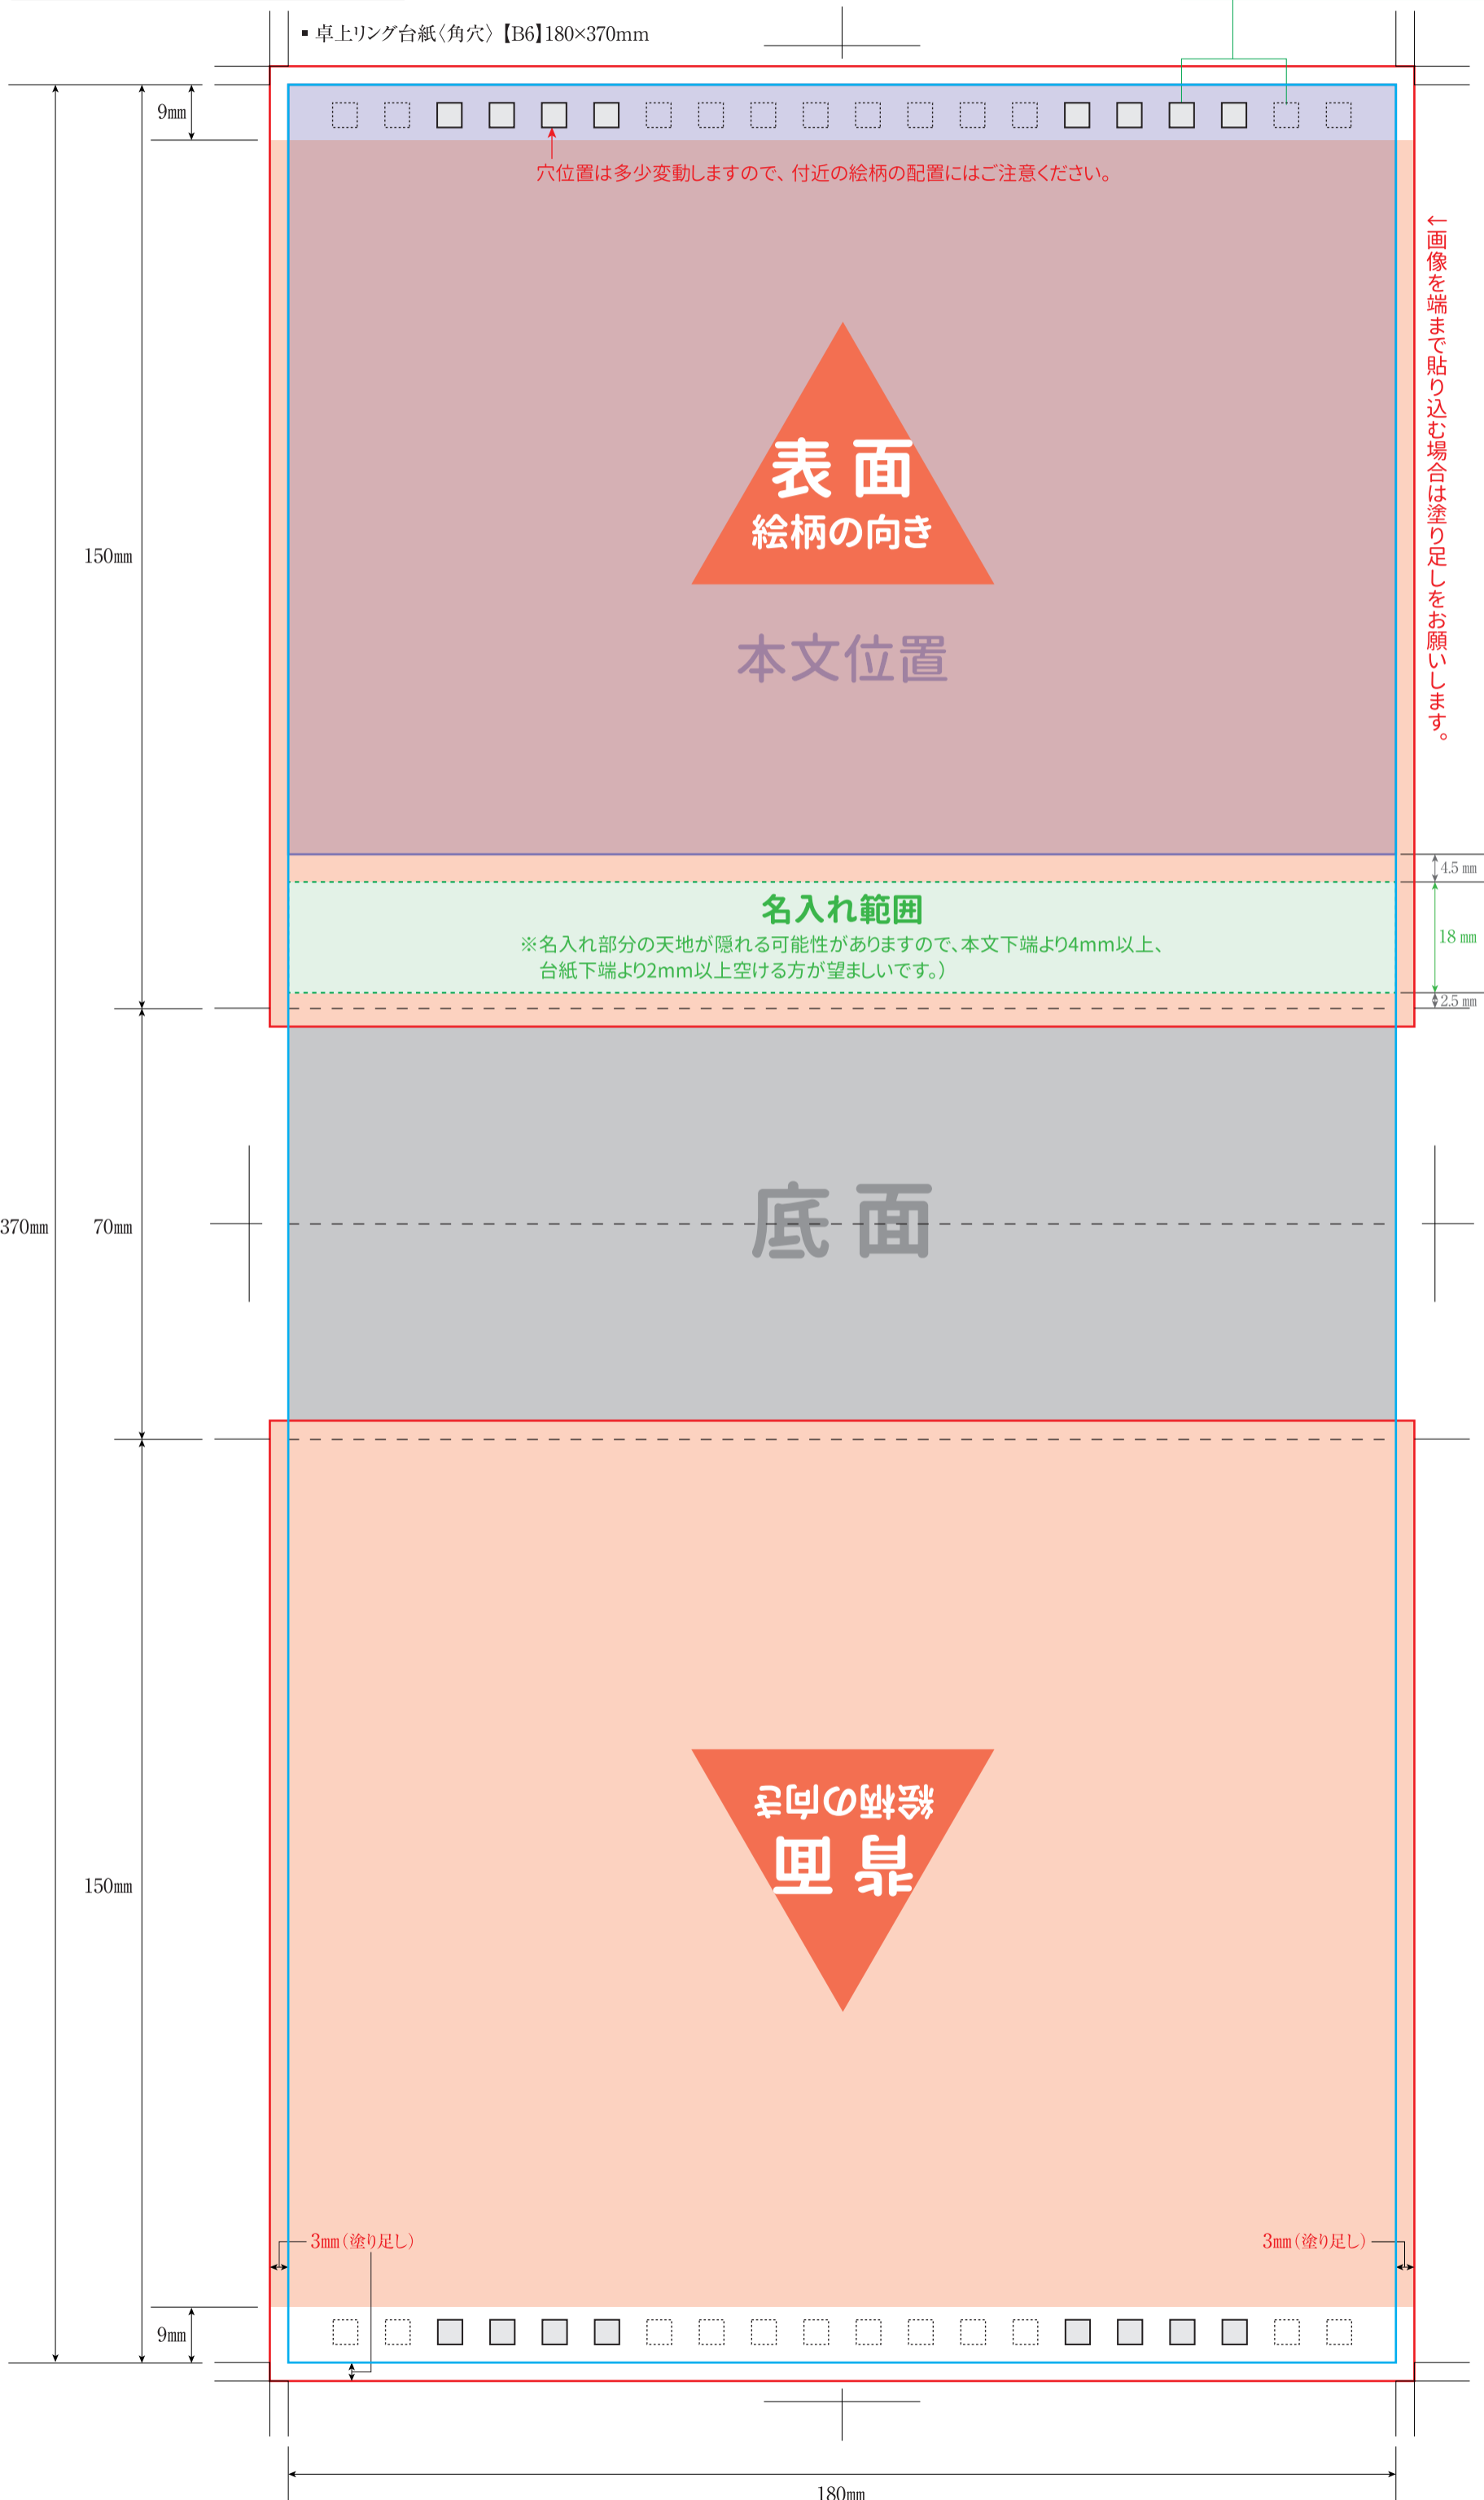 ▪ 卓上リング台紙〈角穴〉【B6】180×370mm
9mm
穴位置は多少変動しますので、付近の絵柄の配置にはご注意ください。
←画像を端まで貼り込む場合は塗り足しをお願いします。
表面
絵柄の向き
150mm
本文位置
4.5 mm
名入れ範囲
※名入れ部分の天地が隠れる可能性がありますので、本文下端より4mm以上、
台紙下端より2mm以上空ける方が望ましいです。）
18 mm
2.5 mm
底面
370mm
70mm
絵柄の向き
背面
150mm
3mm（塗り足し）
3mm（塗り足し）
9mm
180mm